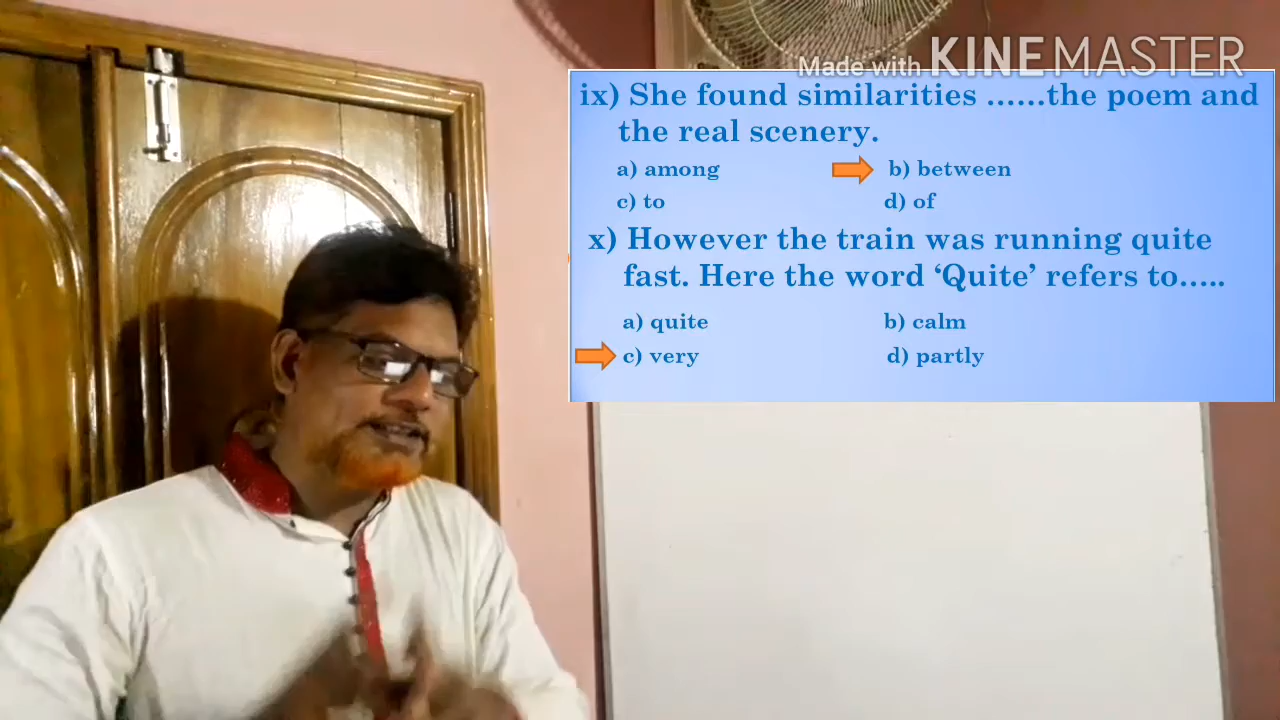 Made with KINEMASTER
ix) She found similarities ......the poem and
the real scenery.
a) among b) between
c) to d) of
x) However the train was running quite
fast. Here the word ‘Quite’ refers to.....
a) quite b) calm
c) very d) partly